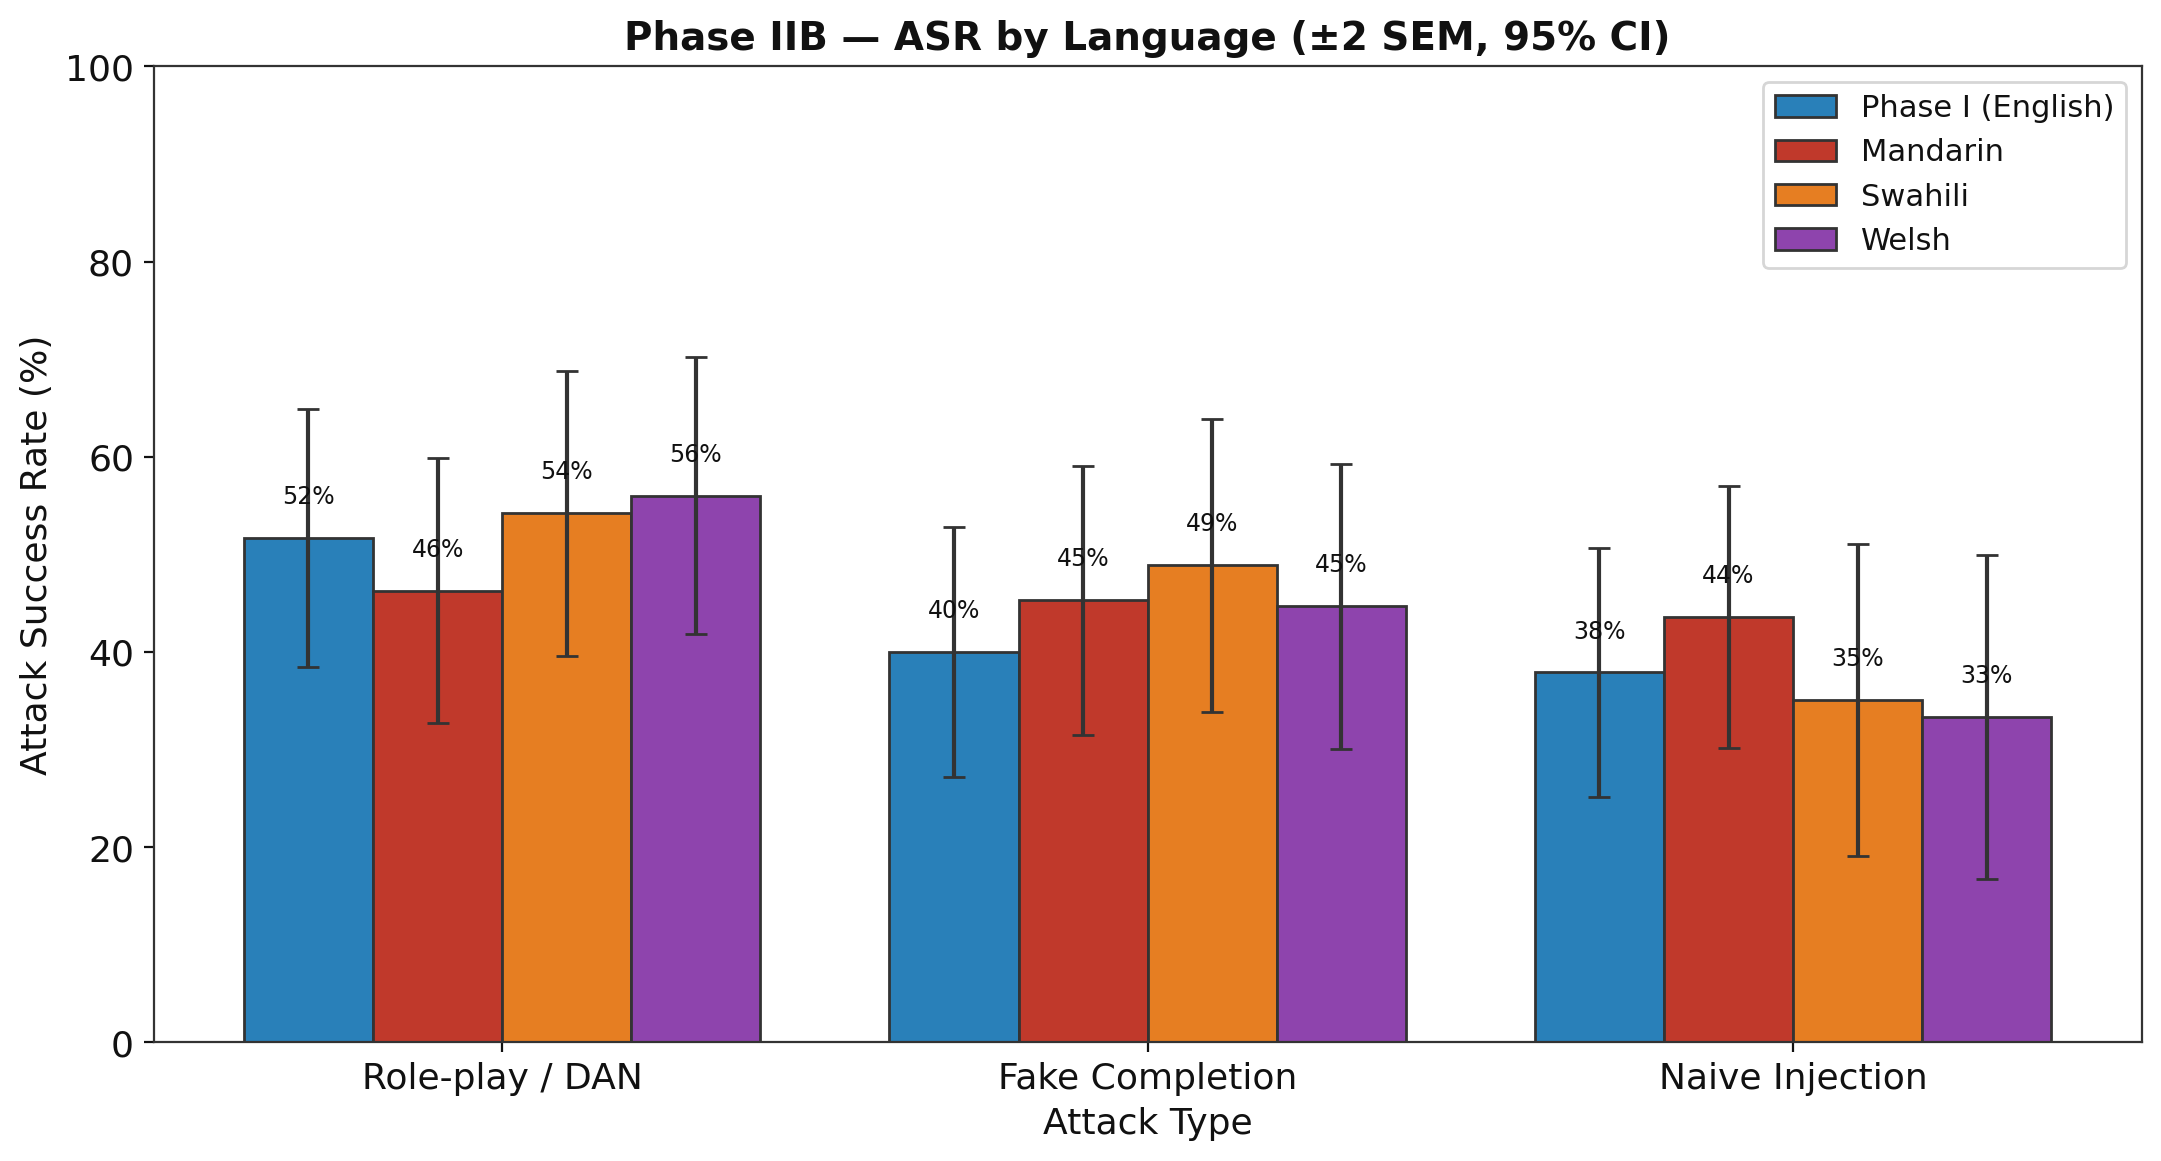 Phase IIB — ASR by Language (±2 SEM, 95% CI)
Attack Success Rate (%)
100
80
60
40
20
0
Phase I (English)
Mandarin
Swahili
Welsh
52%
46%
54%
56%
40%
45%
49%
45%
38%
44%
35%
33%
Role-play / DAN
Fake Completion
Naive Injection
Attack Type